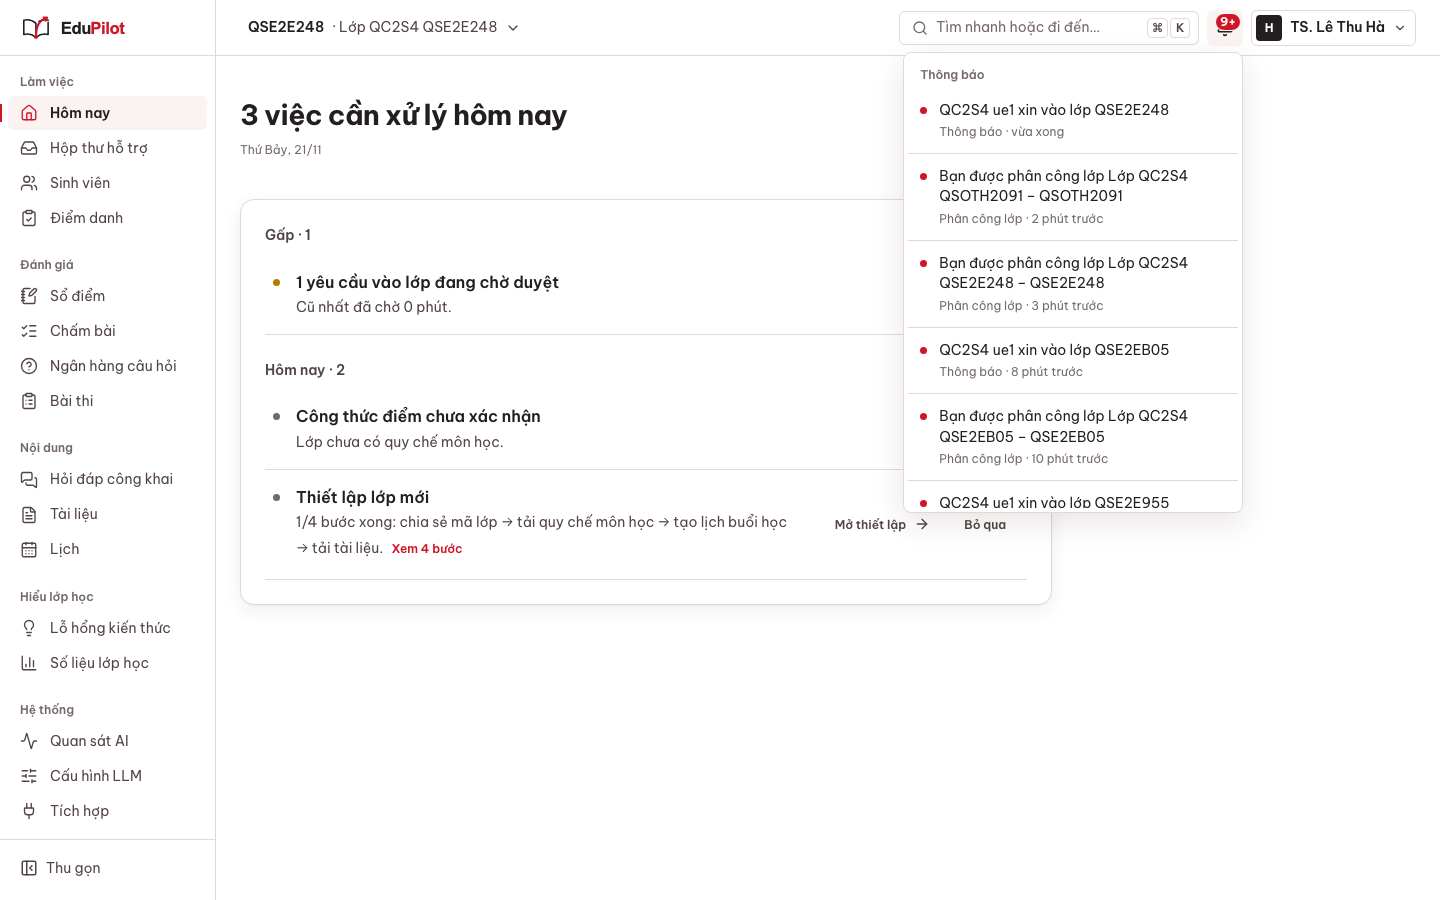 EduPilot
QSE2E248 · Lớp QC2S4 QSE2E248
Tìm nhanh hoặc đi đến...
⌘ K
9+
H
TS. Lê Thu Hà
Làm việc
Hôm nay
Hộp thư hỗ trợ
Sinh viên
Điểm danh
Đánh giá
Sổ điểm
Chấm bài
Ngân hàng câu hỏi
Bài thi
Nội dung
Hỏi đáp công khai
Tài liệu
Lịch
Hiểu lớp học
Lỗ hổng kiến thức
Số liệu lớp học
Hệ thống
Quan sát AI
Cấu hình LLM
Tích hợp
Thu gọn
3 việc cần xử lý hôm nay
Thứ Bảy, 21/11
Gấp · 1
1 yêu cầu vào lớp đang chờ duyệt
Cũ nhất đã chờ 0 phút.
Hôm nay · 2
Công thức điểm chưa xác nhận
Lớp chưa có quy chế môn học.
Thiết lập lớp mới
1/4 bước xong: chia sẻ mã lớp → tải quy chế môn học → tạo lịch buổi học
→ tải tài liệu. Xem 4 bước
Mở thiết lập →
Bỏ qua
Thông báo
QC2S4 ue1 xin vào lớp QSE2E248
Thông báo · vừa xong
Bạn được phân công lớp Lớp QC2S4
QSOTH2091 – QSOTH2091
Phân công lớp · 2 phút trước
Bạn được phân công lớp Lớp QC2S4
QSE2E248 – QSE2E248
Phân công lớp · 3 phút trước
QC2S4 ue1 xin vào lớp QSE2EB05
Thông báo · 8 phút trước
Bạn được phân công lớp Lớp QC2S4
QSE2EB05 – QSE2EB05
Phân công lớp · 10 phút trước
QC2S4 ue1 xin vào lớp QSE2E955